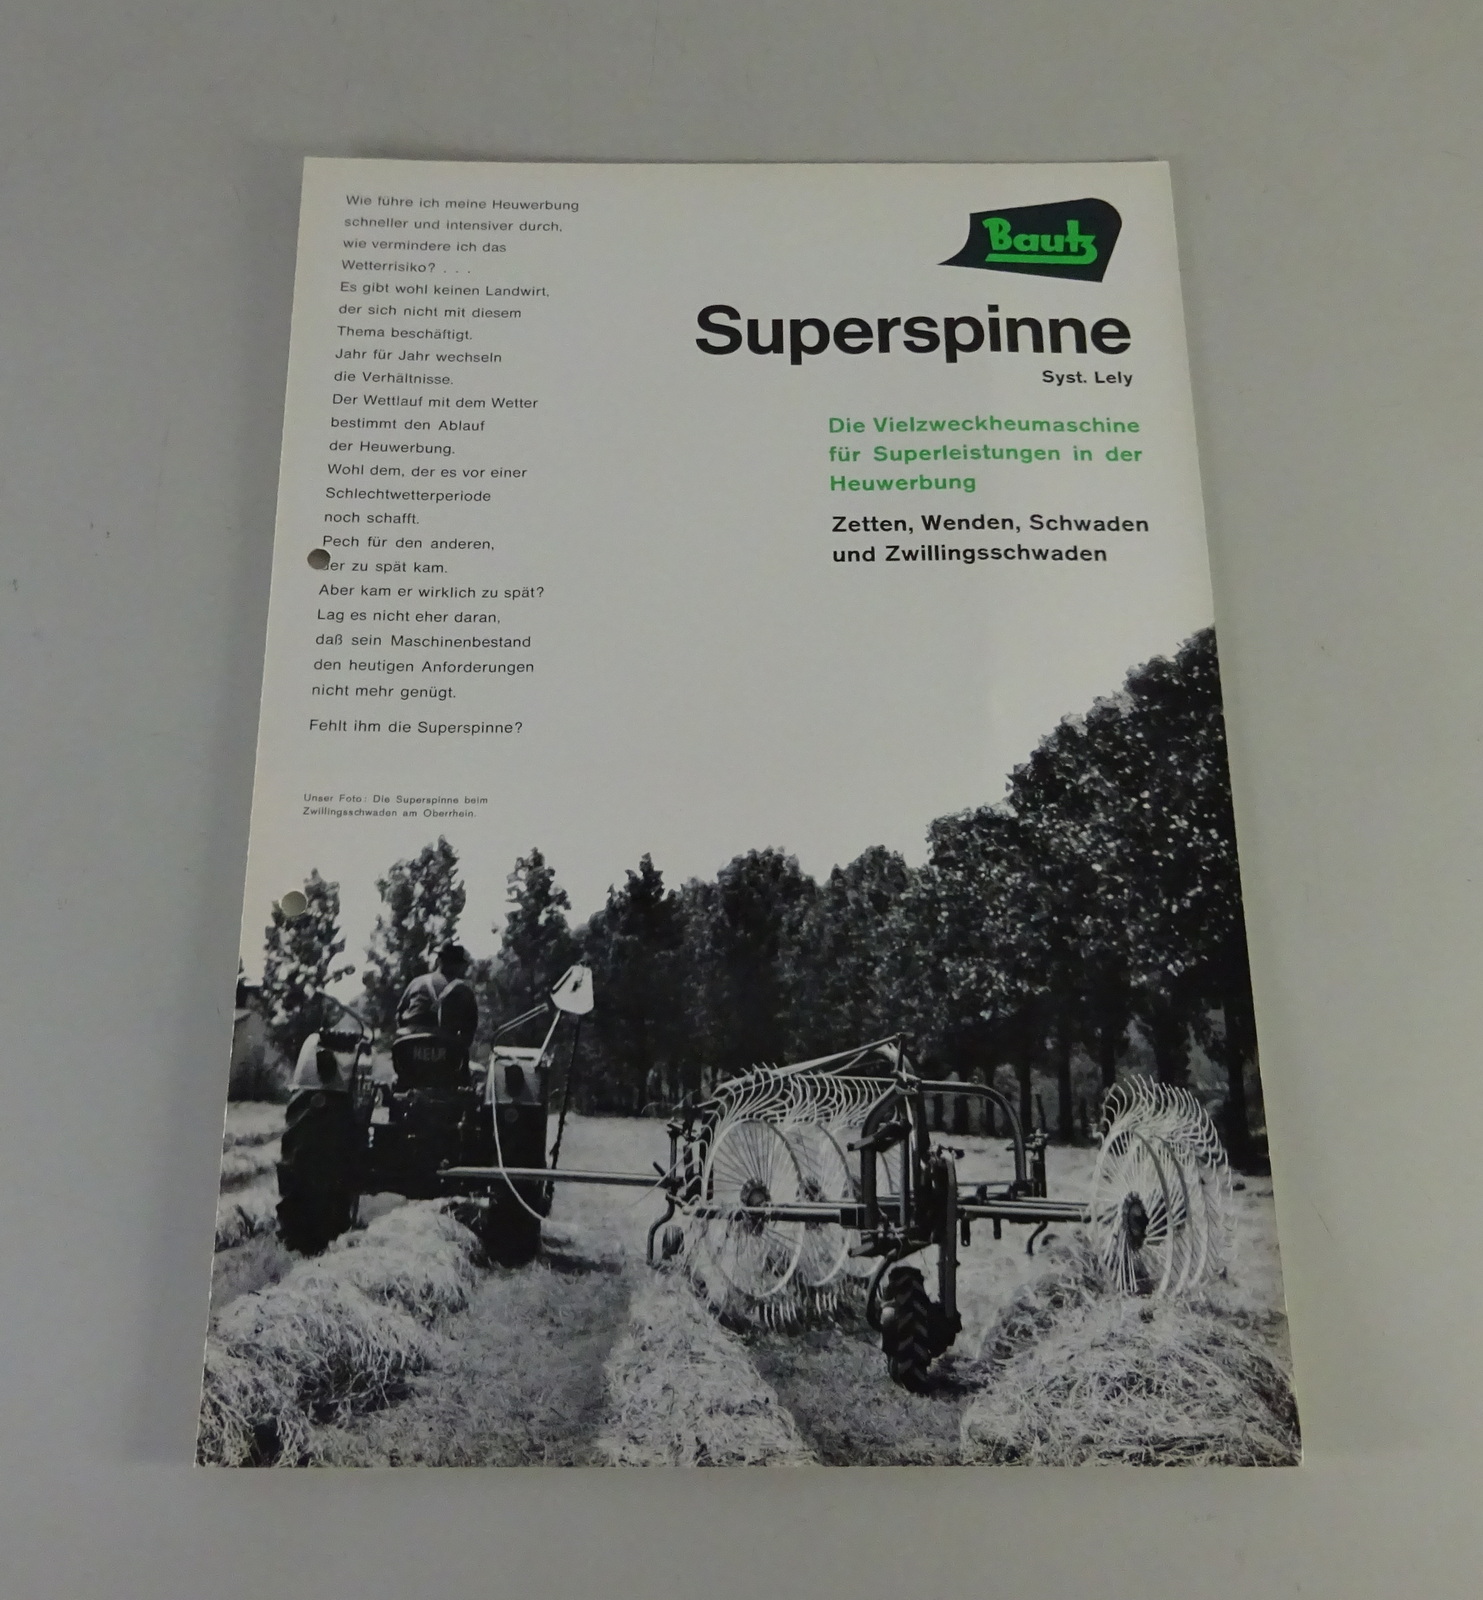 Wie führe ich meine Heuwerbung
schneller und intensiver durch,
wie vermindere ich das
Wetterrisiko? . . .
Es gibt wohl keinen Landwirt,
der sich nicht mit diesem
Thema beschäftigt.
Jahr für Jahr wechseln
die Verhältnisse.
Der Wettlauf mit dem Wetter
bestimmt den Ablauf
der Heuwerbung.
Wohl dem, der es vor einer
Schlechtwetterperiode
noch schafft.
Pech für den anderen,
der zu spät kam.
Aber kam er wirklich zu spät?
Lag es nicht eher daran,
daß sein Maschinenbestand
den heutigen Anforderungen
nicht mehr genügt.
Fehlt ihm die Superspinne?
Unser Foto: Die Superspinne beim
Zwillingsschwaden am Oberrhein.
Bautz
Superspinne
Syst. Lely
Die Vielzweckheumaschine
für Superleistungen in der
Heuwerbung
Zetten, Wenden, Schwaden
und Zwillingsschwaden